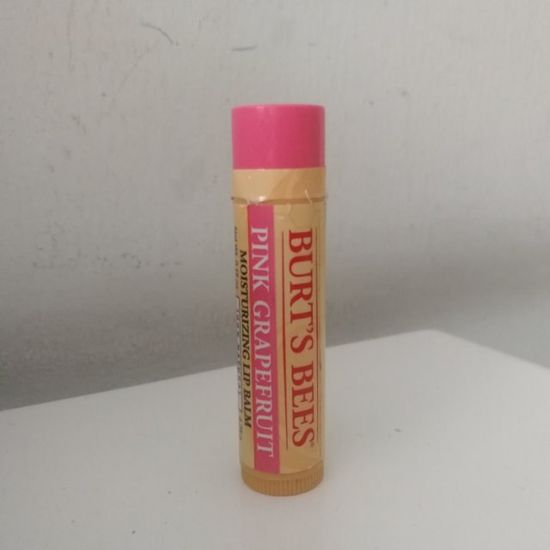 BURT'S BEES®
PINK GRAPEFRUIT
MOISTURIZING LIP BALM